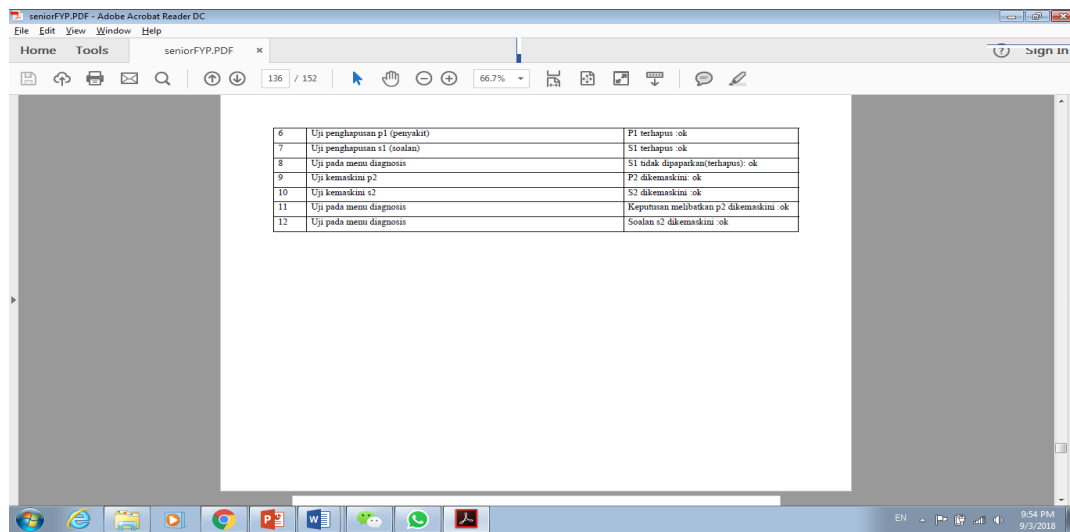 seniorFYP.PDF - Adobe Acrobat Reader DC
File Edit View Window Help
Home Tools seniorFYP.PDF × ? Sign In
136 / 152 66.7%
6 Uji penghapusan p1 (penyakit) P1 terhapus :ok
7 Uji penghapusan s1 (soalan) S1 terhapus :ok
8 Uji pada menu diagnosis S1 tidak dipaparkan(terhapus): ok
9 Uji kemaskini p2 P2 dikemaskini: ok
10 Uji kemaskini s2 S2 dikemaskini :ok
11 Uji pada menu diagnosis Keputusan melibatkan p2 dikemaskini :ok
12 Uji pada menu diagnosis Soalan s2 dikemaskini :ok
EN 9:54 PM
9/3/2018